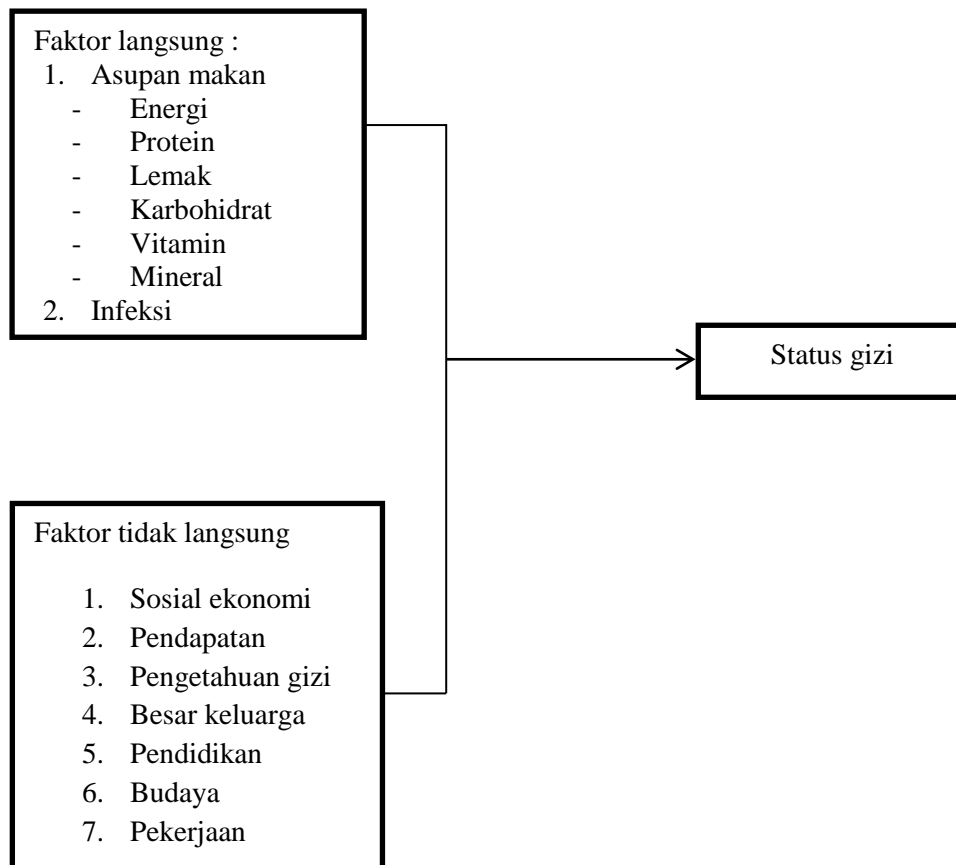 Faktor langsung :
1. Asupan makan
- Energi
- Protein
- Lemak
- Karbohidrat
- Vitamin
- Mineral
2. Infeksi
Status gizi
Faktor tidak langsung
1. Sosial ekonomi
2. Pendapatan
3. Pengetahuan gizi
4. Besar keluarga
5. Pendidikan
6. Budaya
7. Pekerjaan